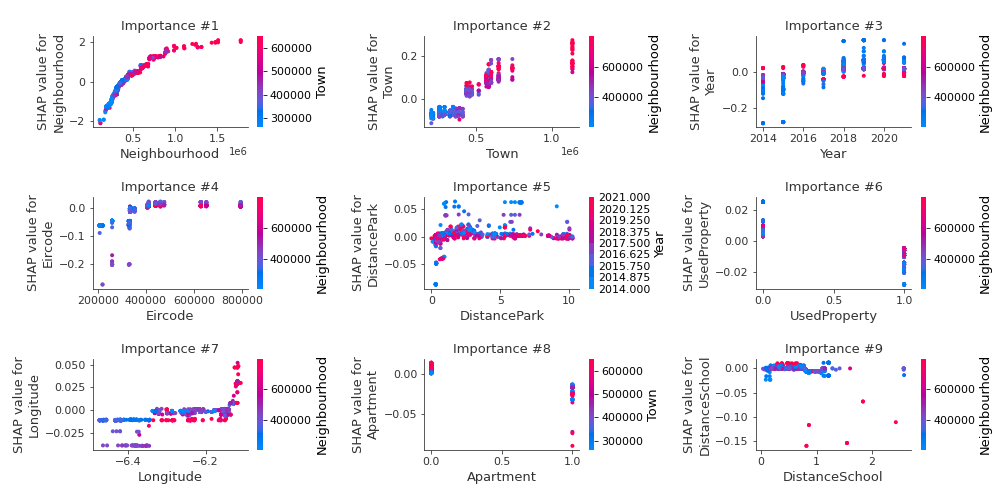 Importance #1
SHAP value for
Neighbourhood
2
0
−2
0.5
1.0
1.5
1e6
Neighbourhood
600000
500000
400000
300000
Town
Importance #2
SHAP value for
Town
0.2
0.0
0.5
1.0
1e6
Town
600000
400000
Neighbourhood
Importance #3
SHAP value for
Year
0.0
−0.2
2014
2016
2018
2020
Year
600000
400000
Neighbourhood
Importance #4
SHAP value for
Eircode
0.0
−0.1
−0.2
200000
400000
600000
800000
Eircode
600000
400000
Neighbourhood
Importance #5
SHAP value for
DistancePark
0.05
0.00
−0.05
0
5
10
DistancePark
2021.000
2020.125
2019.250
2018.375
2017.500
2016.625
2015.750
2014.875
2014.000
Year
Importance #6
SHAP value for
UsedProperty
0.02
0.00
−0.02
0.0
0.5
1.0
UsedProperty
600000
400000
Neighbourhood
Importance #7
SHAP value for
Longitude
0.050
0.025
0.000
−0.025
−6.4
−6.2
Longitude
600000
400000
Neighbourhood
Importance #8
SHAP value for
Apartment
0.00
−0.05
0.0
0.5
1.0
Apartment
600000
500000
400000
300000
Town
Importance #9
SHAP value for
DistanceSchool
0.00
−0.05
−0.10
−0.15
0
1
2
DistanceSchool
600000
400000
Neighbourhood